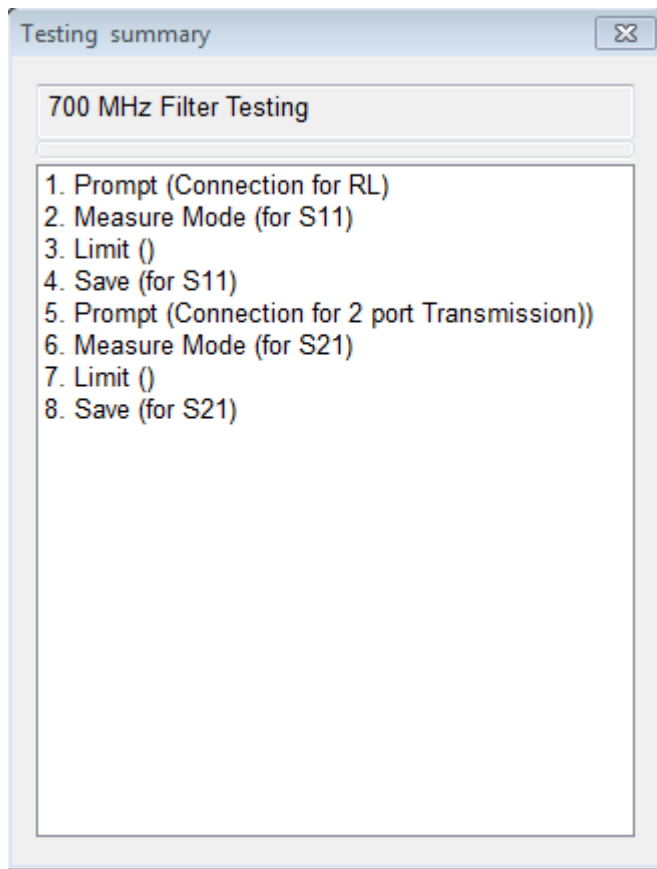 Testing summary
700 MHz Filter Testing
1. Prompt (Connection for RL)
2. Measure Mode (for S11)
3. Limit ()
4. Save (for S11)
5. Prompt (Connection for 2 port Transmission))
6. Measure Mode (for S21)
7. Limit ()
8. Save (for S21)